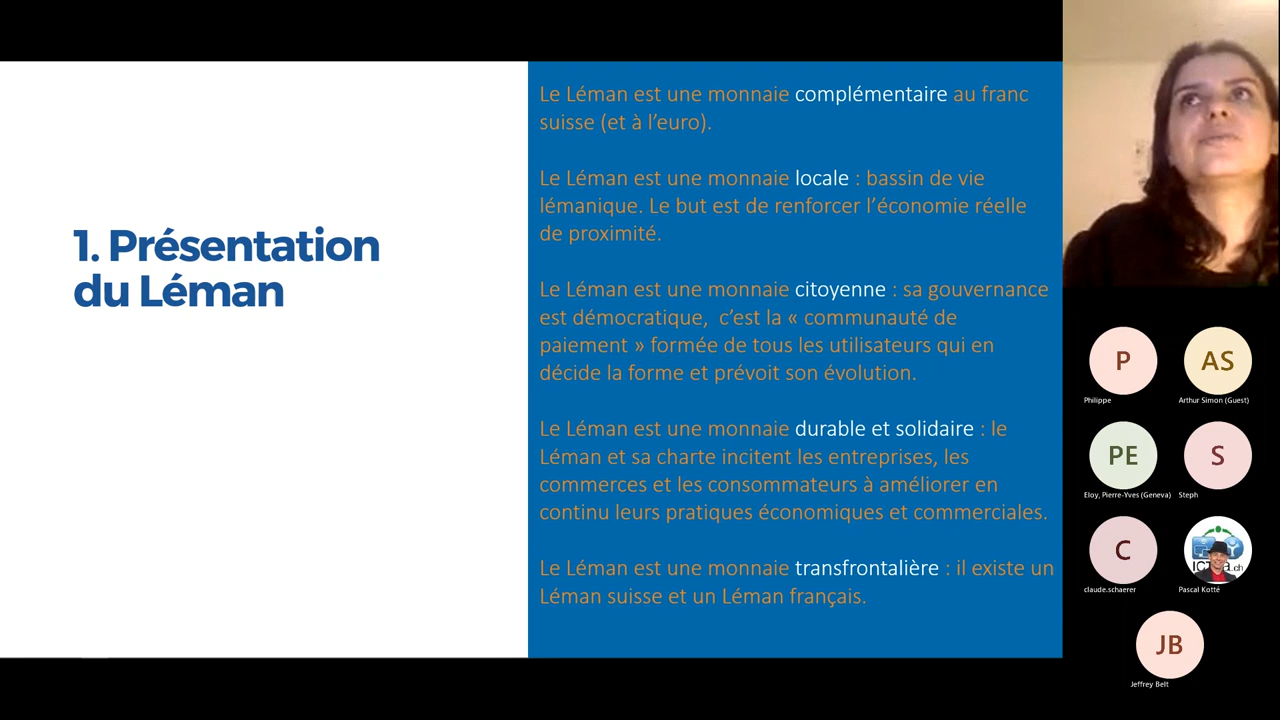 1. Présentation
du Léman
Le Léman est une monnaie complémentaire au franc
suisse (et à l’euro).
Le Léman est une monnaie locale : bassin de vie
lémanique. Le but est de renforcer l’économie réelle
de proximité.
Le Léman est une monnaie citoyenne : sa gouvernance
est démocratique,  c’est la « communauté de
paiement » formée de tous les utilisateurs qui en
décide la forme et prévoit son évolution.
Le Léman est une monnaie durable et solidaire : le
Léman et sa charte incitent les entreprises, les
commerces et les consommateurs à améliorer en
continu leurs pratiques économiques et commerciales.
Le Léman est une monnaie transfrontalière : il existe un
Léman suisse et un Léman français.
P
Philippe
AS
Arthur Simon (Guest)
PE
Eloy, Pierre-Yves (Geneva)
S
Steph
C
claude.schaerer
Pascal Kotté
JB
Jeffrey Belt